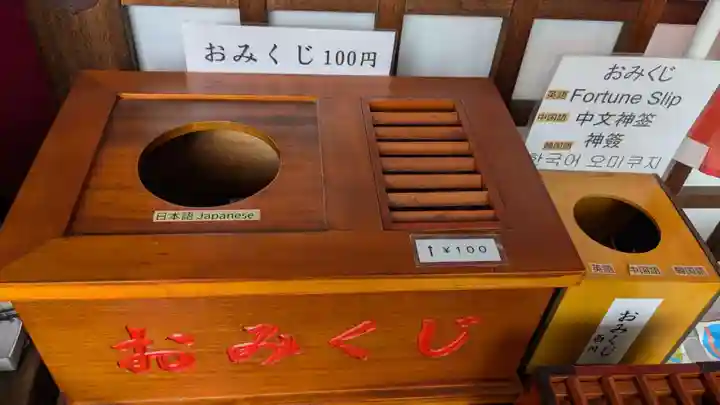 おみくじ 100円
おみくじ
英語 Fortune Slip
中国語 中文神签
神簽
韓国語 한국어 오미쿠지
日本語 Japanese
↑ ¥100
おみくじ
英語 中国語 韓国語
おみくじ
百円